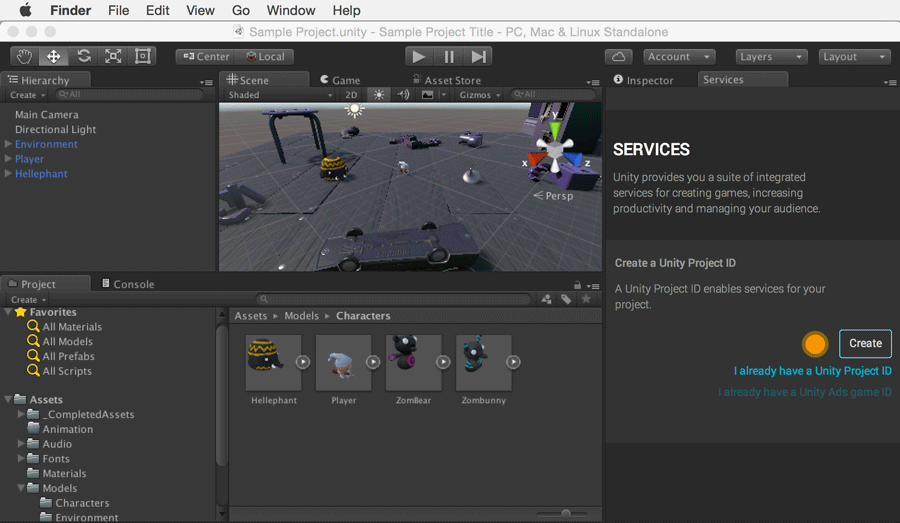 Finder File Edit View Go Window Help
Sample Project.unity - Sample Project Title - PC, Mac & Linux Standalone
Center Local Account Layers Layout
Hierarchy
Create All
Main Camera
Directional Light
Environment
Player
Hellephant
Scene Game Asset Store
Shaded 2D Gizmos All
y
x z
Persp
Inspector Services
SERVICES
Unity provides you a suite of integrated
services for creating games, increasing
productivity and managing your audience.
Create a Unity Project ID
A Unity Project ID enables services for your
project.
Create
I already have a Unity Project ID
I already have a Unity Ads game ID
Project Console
Create
Favorites
All Materials
All Models
All Prefabs
All Scripts
Assets
_CompletedAssets
Animation
Audio
Fonts
Materials
Models
Characters
Environment
Assets Models Characters
Hellephant Player ZomBear Zombunny